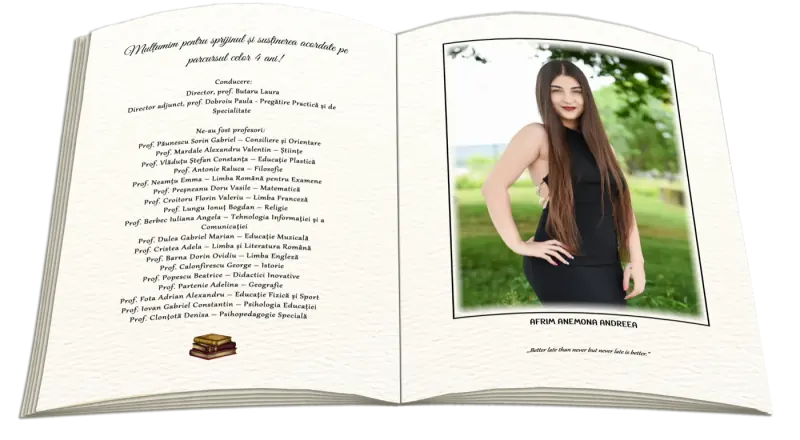 Mulțumim pentru sprijinul și susținerea acordate pe
parcursul celor 4 ani.!
Conducere:
Director, prof. Butaru Laura
Director adjunct, prof. Dobroiu Paula - Pregătire Practică și de
Specialitate
Ne-au fost profesori:
Prof. Păunescu Sorin Gabriel – Consiliere și Orientare
Prof. Mardale Alexandru Valentin – Științe
Prof. Vlăduțu Ștefan Constanța – Educație Plastică
Prof. Antonie Raluca – Filosofie
Prof. Neamțu Emma – Limba Română pentru Examene
Prof. Preșneanu Doru Vasile – Matematică
Prof. Croitoru Florin Valeriu – Limba Franceză
Prof. Lungu Ionuț Bogdan – Religie
Prof. Berbec Iuliana Angela – Tehnologia Informației și a
Comunicației
Prof. Dulea Gabriel Marian – Educație Muzicală
Prof. Cristea Adela – Limba și Literatura Română
Prof. Barna Dorin Ovidiu – Limba Engleză
Prof. Calonfirescu George – Istorie
Prof. Popescu Beatrice – Didactici Inovative
Prof. Partenie Adelina – Geografie
Prof. Fota Adrian Alexandru – Educație Fizică și Sport
Prof. Iovan Gabriel Constantin – Psihologia Educației
Prof. Clonțotă Denisa – Psihopedagogie Specială
AFRIM ANEMONA ANDREEA
„Better late than never but never late is better.”